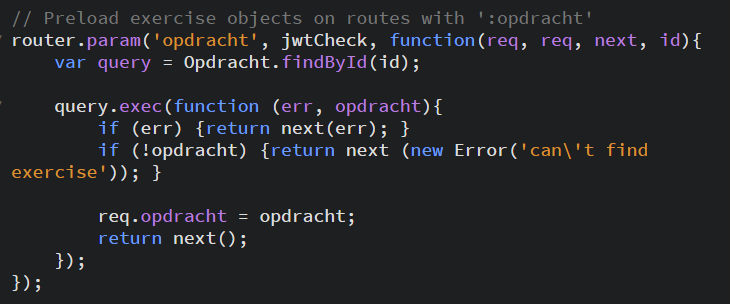 // Preload exercise objects on routes with ':opdracht'
router.param('opdracht', jwtCheck, function(req, req, next, id){
    var query = Opdracht.findById(id);

    query.exec(function (err, opdracht){
        if (err) {return next(err); }
        if (!opdracht) {return next (new Error('can\'t find
exercise')); }

        req.opdracht = opdracht;
        return next();
    });
});